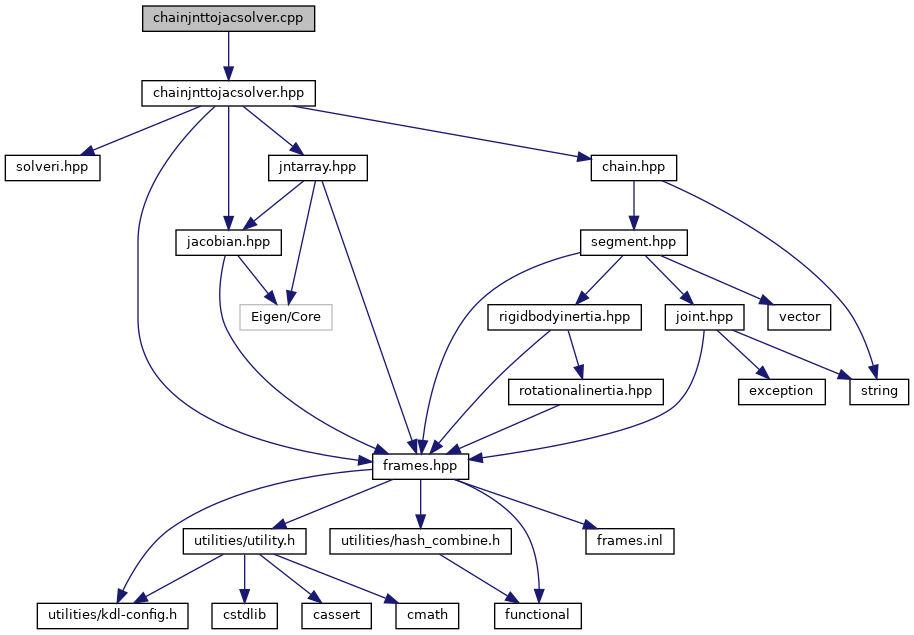 chainjnttojacsolver.cpp
chainjnttojacsolver.hpp
solveri.hpp
jntarray.hpp
chain.hpp
jacobian.hpp
segment.hpp
Eigen/Core
rigidbodyinertia.hpp
joint.hpp
vector
rotationalinertia.hpp
exception
string
frames.hpp
utilities/utility.h
utilities/hash_combine.h
frames.inl
utilities/kdl-config.h
cstdlib
cassert
cmath
functional